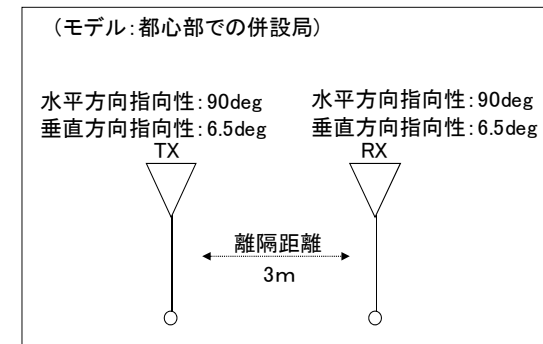 （モデル：都心部での併設局）
水平方向指向性：90deg
垂直方向指向性：6.5deg
TX
水平方向指向性：90deg
垂直方向指向性：6.5deg
RX
離隔距離
3m